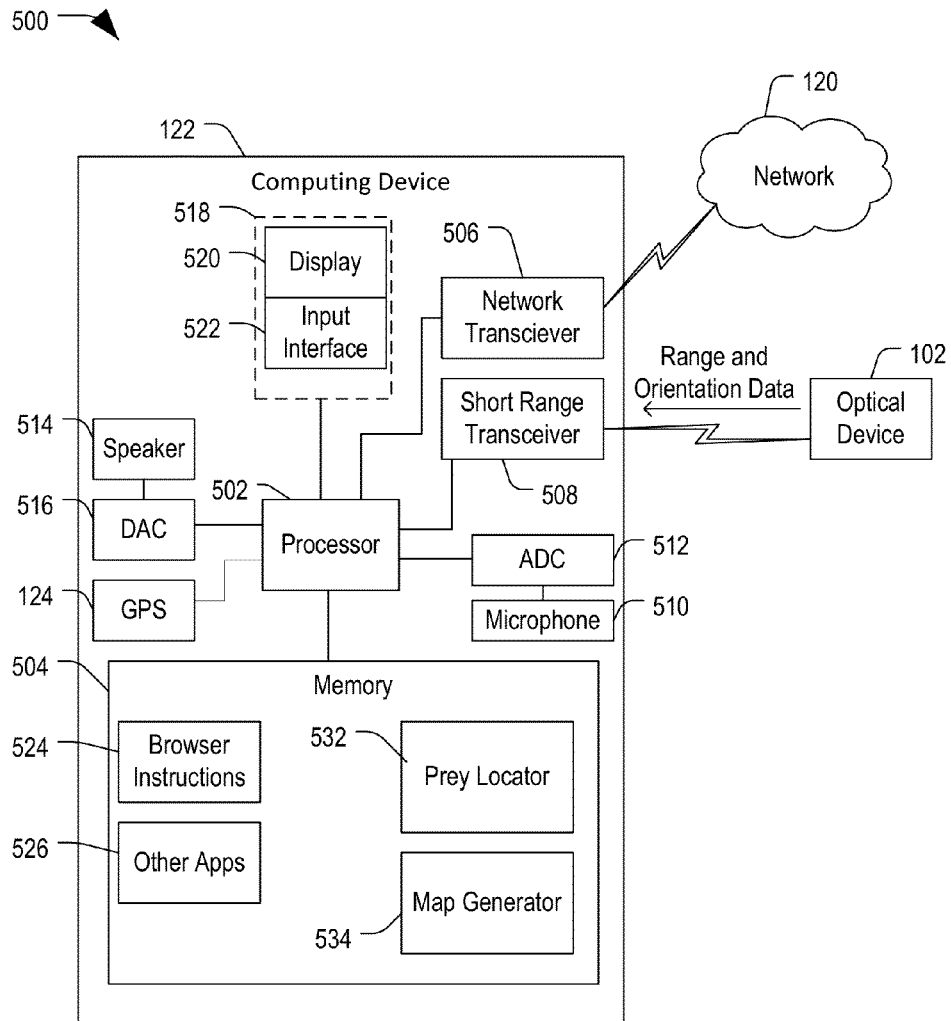 500
120
122
Network
Computing Device
518
506
520
Display
Network
Transciever
522
Input
Interface
Range and
Orientation Data
102
Short Range
Transceiver
Optical
Device
514
Speaker
502
508
516
DAC
Processor
ADC
512
124
GPS
Microphone
510
504
Memory
524
Browser
Instructions
532
Prey Locator
526
Other Apps
Map Generator
534